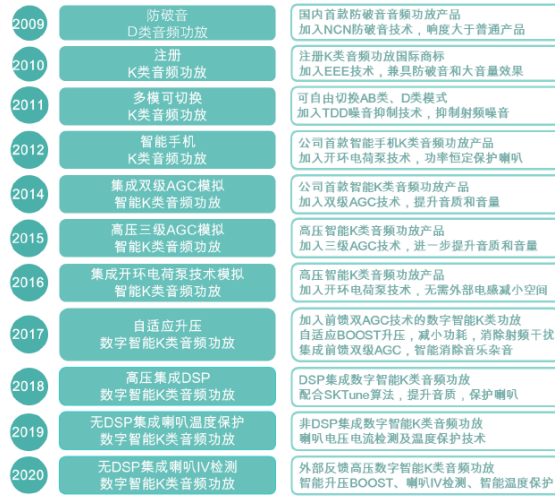 2009
防破音
D类音频功放
国内首款防破音音频功放产品
加入NCN防破音技术，响度大于普通产品
2010
注册
K类音频功放
注册K类音频功放国际商标
加入EEE技术，兼具防破音和大音量效果
2011
多模可切换
K类音频功放
可自由切换AB类、D类模式
加入TDD噪音抑制技术，抑制射频噪音
2012
智能手机
K类音频功放
公司首款智能手机K类音频功放产品
加入开环电荷泵技术，功率恒定保护喇叭
2014
集成双级AGC模拟
智能K类音频功放
公司首款智能K类音频功放产品
加入双级AGC技术，提升音质和音量
2015
高压三级AGC模拟
智能K类音频功放
高压智能K类音频功放产品
加入三级AGC技术，进一步提升音质和音量
2016
集成开环电荷泵技术模拟
智能K类音频功放
高压智能K类音频功放产品
加入开环电荷泵技术，无需外部电感减小空间
2017
自适应升压
数字智能K类音频功放
加入前馈双AGC技术的数字智能K类功放
自适应BOOST升压，减小功耗，消除射频干扰
集成前馈双级AGC，智能消除音乐杂音
2018
高压集成DSP
数字智能K类音频功放
DSP集成数字智能K类音频功放
配合SKTune算法，提升音质，保护喇叭
2019
无DSP集成喇叭温度保护
数字智能K类音频功放
非DSP集成数字智能K类音频功放
喇叭电压电流检测及温度保护技术
2020
无DSP集成喇叭IV检测
数字智能K类音频功放
外部反馈高压数字智能K类音频功放
智能升压BOOST、喇叭IV检测、智能温度保护